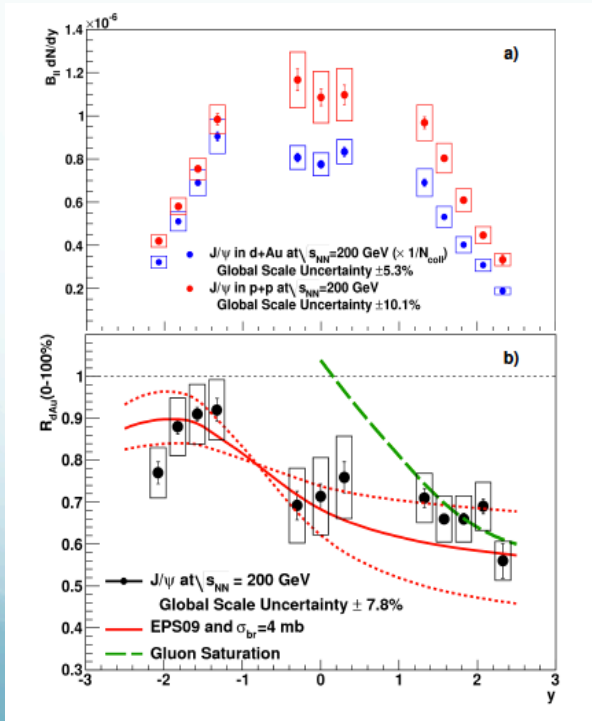 ×10⁻⁶
a)
B_ll dN/dy
1.4
1.2
1
0.8
0.6
0.4
0.2
J/ψ in d+Au at √s_NN=200 GeV (× 1/N_coll)
Global Scale Uncertainty ±5.3%
J/ψ in p+p at √s_NN=200 GeV
Global Scale Uncertainty ±10.1%
b)
R_dAu(0-100%)
1
0.9
0.8
0.7
0.6
0.5
0.4
0.3
J/ψ at √s_NN = 200 GeV
Global Scale Uncertainty ± 7.8%
EPS09 and σ_br=4 mb
Gluon Saturation
-3 -2 -1 0 1 2 3
y